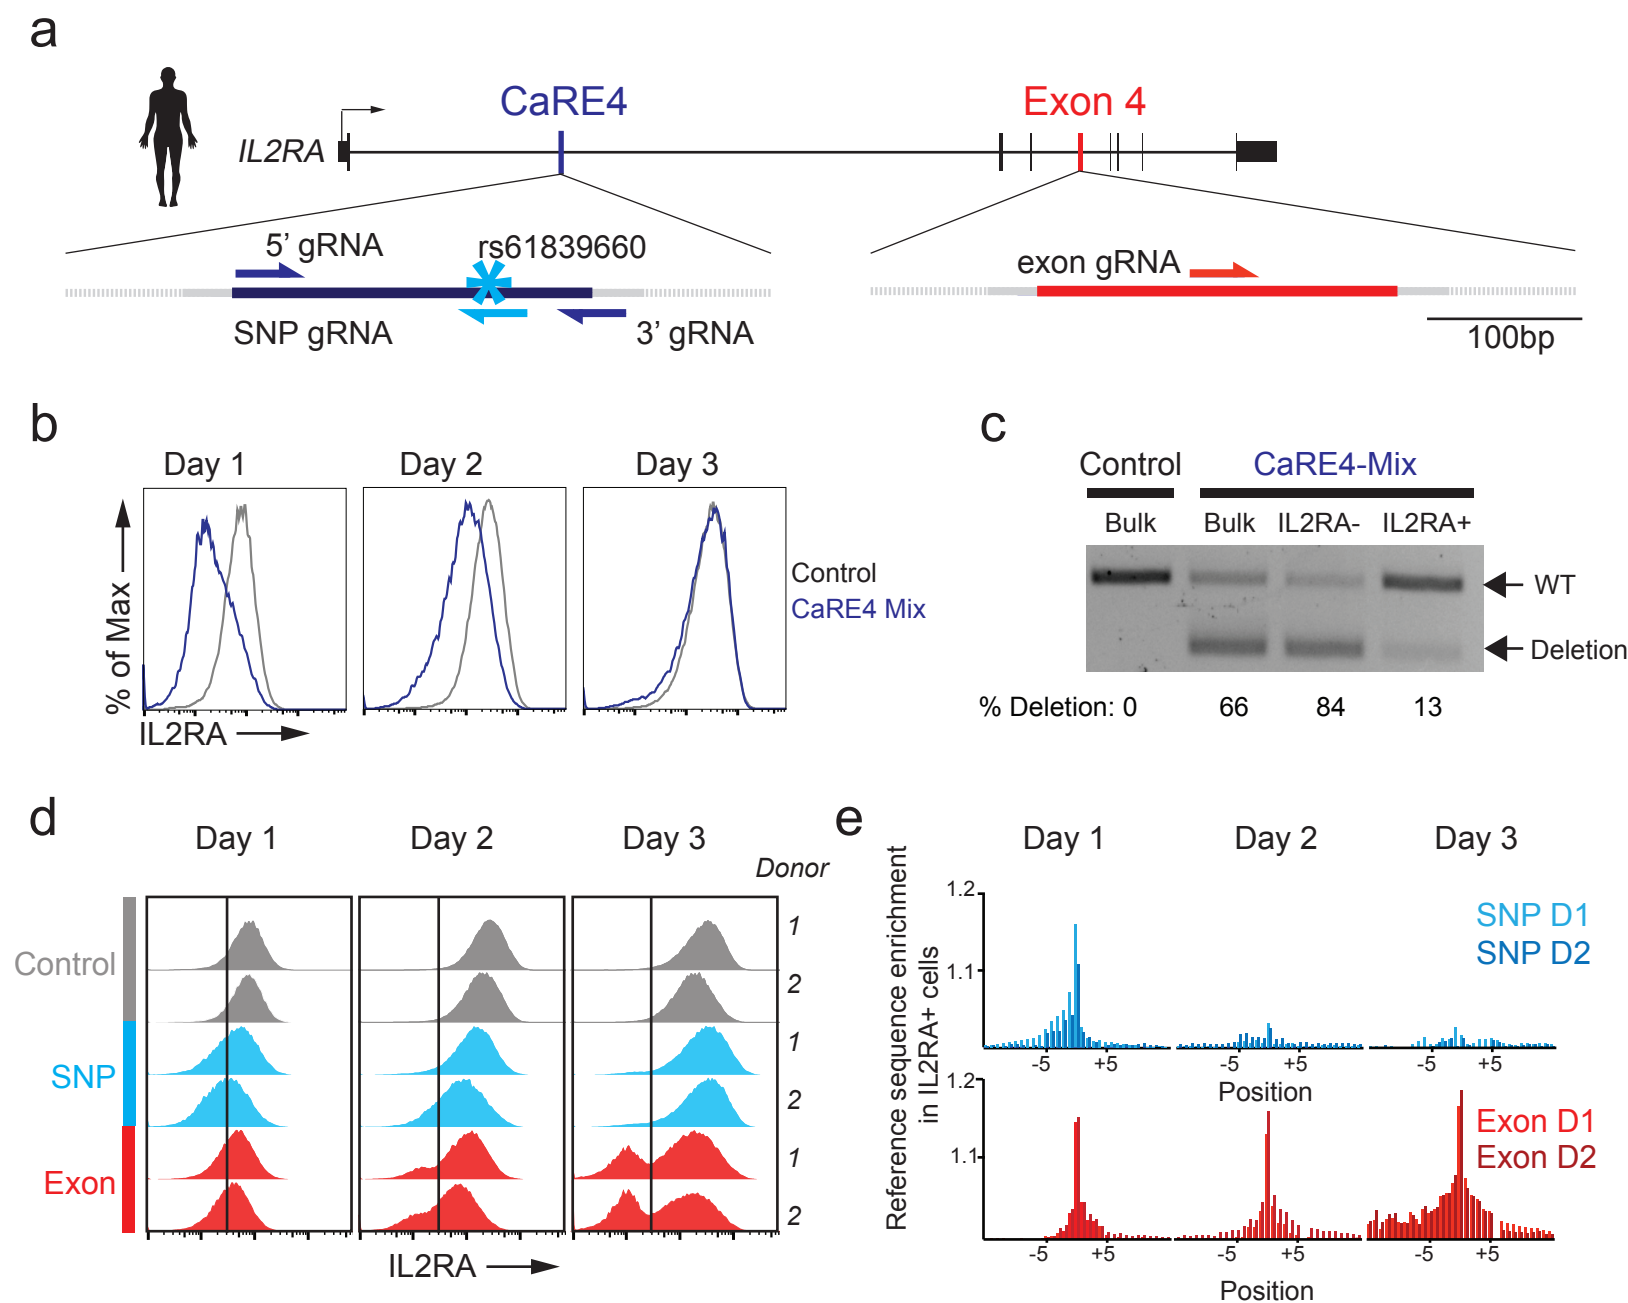 a
CaRE4
Exon 4
IL2RA
5’ gRNA
rs61839660
exon gRNA
SNP gRNA
3’ gRNA
100bp
b
Day 1
Day 2
Day 3
% of Max
IL2RA
Control
CaRE4 Mix
c
Control
CaRE4-Mix
Bulk
Bulk
IL2RA-
IL2RA+
WT
Deletion
% Deletion: 0 66 84 13
d
Day 1
Day 2
Day 3
Donor
Control
SNP
Exon
1
2
1
2
1
2
IL2RA
e
Day 1
Day 2
Day 3
Reference sequence enrichment
in IL2RA+ cells
1.2
1.1
SNP D1
SNP D2
-5 +5 -5 +5 -5 +5
Position
1.2
1.1
Exon D1
Exon D2
-5 +5 -5 +5 -5 +5
Position